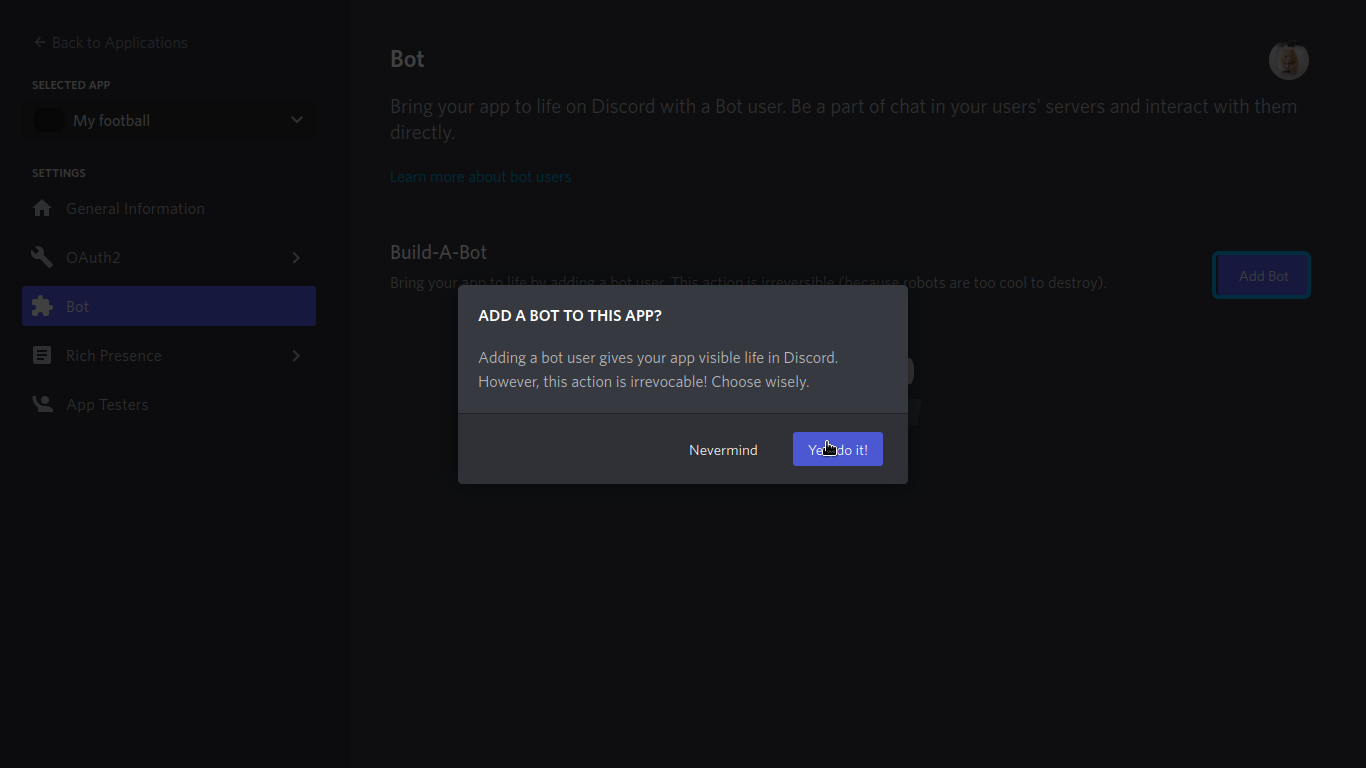 Back to Applications
SELECTED APP
My football
SETTINGS
General Information
OAuth2
Bot
Rich Presence
App Testers
Bot
Bring your app to life on Discord with a Bot user. Be a part of chat in your users' servers and interact with them
directly.
Learn more about bot users
Build-A-Bot
Bring your app to life by adding a bot user. This action is irreversible (because robots are too cool to destroy).
Add Bot
ADD A BOT TO THIS APP?
Adding a bot user gives your app visible life in Discord.
However, this action is irrevocable! Choose wisely.
Nevermind
Yes, do it!